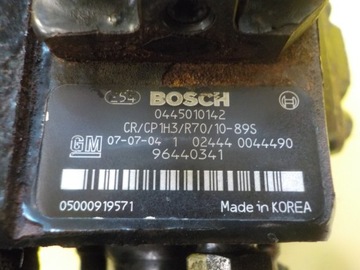 e54 BOSCH
0445010142
CR/CP1H3/R70/10-89S
GM 07-07-04 1 02444 0044490
96440341
05000919571 Made in KOREA